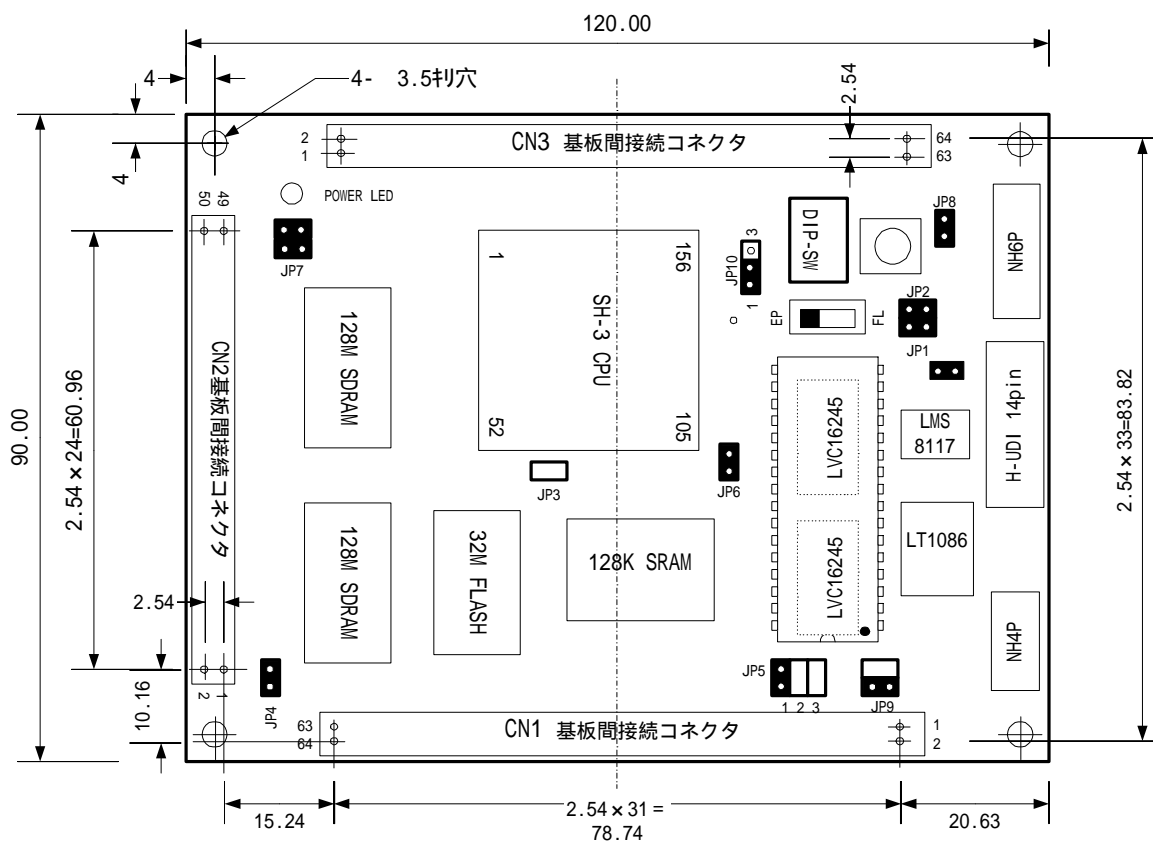 120.00
4
4-   3.5ｷﾘ穴
2.54
2
1
CN3 基板間接続コネクタ
64
63
4
50
49
POWER LED
JP7
JP8
DIP-SW
3
JP10
1
NH6P
1
156
SH-3 CPU
52
105
EP
FL
JP2
JP1
128M SDRAM
CN2基板間接続コネクタ
90.00
2.54×24=60.96
LVC16245
LMS
8117
H-UDI 14pin
2.54×33=83.82
JP3
JP6
128M SDRAM
32M FLASH
128K SRAM
LVC16245
LT1086
NH4P
2.54
10.16
2
1
JP4
JP5
1 2 3
JP9
63
64
CN1 基板間接続コネクタ
1
2
15.24
2.54×31=
78.74
20.63